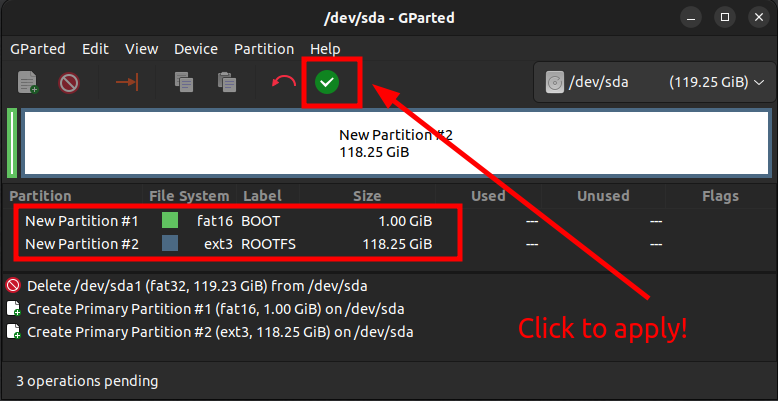 /dev/sda - GParted
GParted Edit View Device Partition Help
/dev/sda (119.25 GiB)
New Partition #2
118.25 GiB
Partition File System Label Size Used Unused Flags
New Partition #1 fat16 BOOT 1.00 GiB --- ---
New Partition #2 ext3 ROOTFS 118.25 GiB --- ---
Delete /dev/sda1 (fat32, 119.23 GiB) from /dev/sda
Create Primary Partition #1 (fat16, 1.00 GiB) on /dev/sda
Create Primary Partition #2 (ext3, 118.25 GiB) on /dev/sda
Click to apply!
3 operations pending